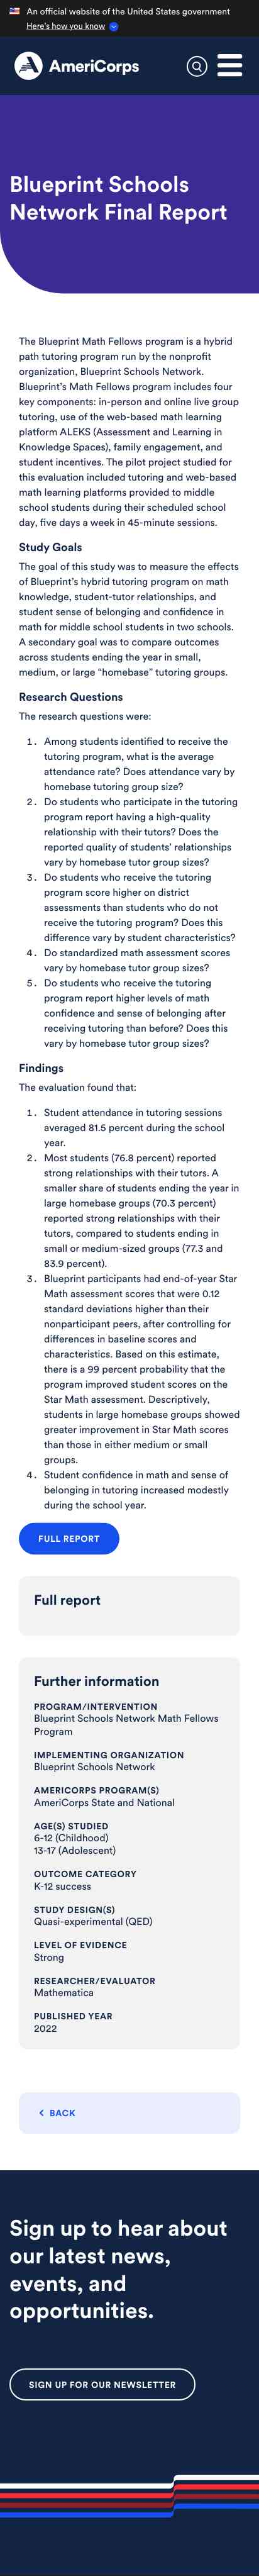 An official website of the United States government
Here's how you know
AmeriCorps
Blueprint Schools
Network Final Report
The Blueprint Math Fellows program is a hybrid
path tutoring program run by the nonprofit
organization, Blueprint Schools Network.
Blueprint's Math Fellows program includes four
key components: in-person and online live group
tutoring, use of the web-based math learning
platform ALEKS (Assessment and Learning in
Knowledge Spaces), family engagement, and
student incentives. The pilot project studied for
this evaluation included tutoring and web-based
math learning platforms provided to middle
school students during their scheduled school
day, five days a week in 45-minute sessions.
Study Goals
The goal of this study was to measure the effects
of Blueprint's hybrid tutoring program on math
knowledge, student-tutor relationships, and
student sense of belonging and confidence in
math for middle school students in two schools.
A secondary goal was to compare outcomes
across students ending the year in small,
medium, or large "homebase" tutoring groups.
Research Questions
The research questions were:
1. Among students identified to receive the
tutoring program, what is the average
attendance rate? Does attendance vary by
homebase tutoring group size?
2. Do students who participate in the tutoring
program report having a high-quality
relationship with their tutors? Does the
reported quality of students' relationships
vary by homebase tutor group sizes?
3. Do students who receive the tutoring
program score higher on district
assessments than students who do not
receive the tutoring program? Does this
difference vary by student characteristics?
4. Do standardized math assessment scores
vary by homebase tutor group sizes?
5. Do students who receive the tutoring
program report higher levels of math
confidence and sense of belonging after
receiving tutoring than before? Does this
vary by homebase tutor group sizes?
Findings
The evaluation found that:
1. Student attendance in tutoring sessions
averaged 81.5 percent during the school
year.
2. Most students (76.8 percent) reported
strong relationships with their tutors. A
smaller share of students ending the year in
large homebase groups (70.3 percent)
reported strong relationships with their
tutors, compared to students ending in
small or medium-sized groups (77.3 and
83.9 percent).
3. Blueprint participants had end-of-year Star
Math assessment scores that were 0.12
standard deviations higher than their
nonparticipant peers, after controlling for
differences in baseline scores and
characteristics. Based on this estimate,
there is a 99 percent probability that the
program improved student scores on the
Star Math assessment. Descriptively,
students in large homebase groups showed
greater improvement in Star Math scores
than those in either medium or small
groups.
4. Student confidence in math and sense of
belonging in tutoring increased modestly
during the school year.
FULL REPORT
Full report
Further information
PROGRAM/INTERVENTION
Blueprint Schools Network Math Fellows
Program
IMPLEMENTING ORGANIZATION
Blueprint Schools Network
AMERICORPS PROGRAM(S)
AmeriCorps State and National
AGE(S) STUDIED
6-12 (Childhood)
13-17 (Adolescent)
OUTCOME CATEGORY
K-12 success
STUDY DESIGN(S)
Quasi-experimental (QED)
LEVEL OF EVIDENCE
Strong
RESEARCHER/EVALUATOR
Mathematica
PUBLISHED YEAR
2022
BACK
Sign up to hear about
our latest news,
events, and
opportunities.
SIGN UP FOR OUR NEWSLETTER